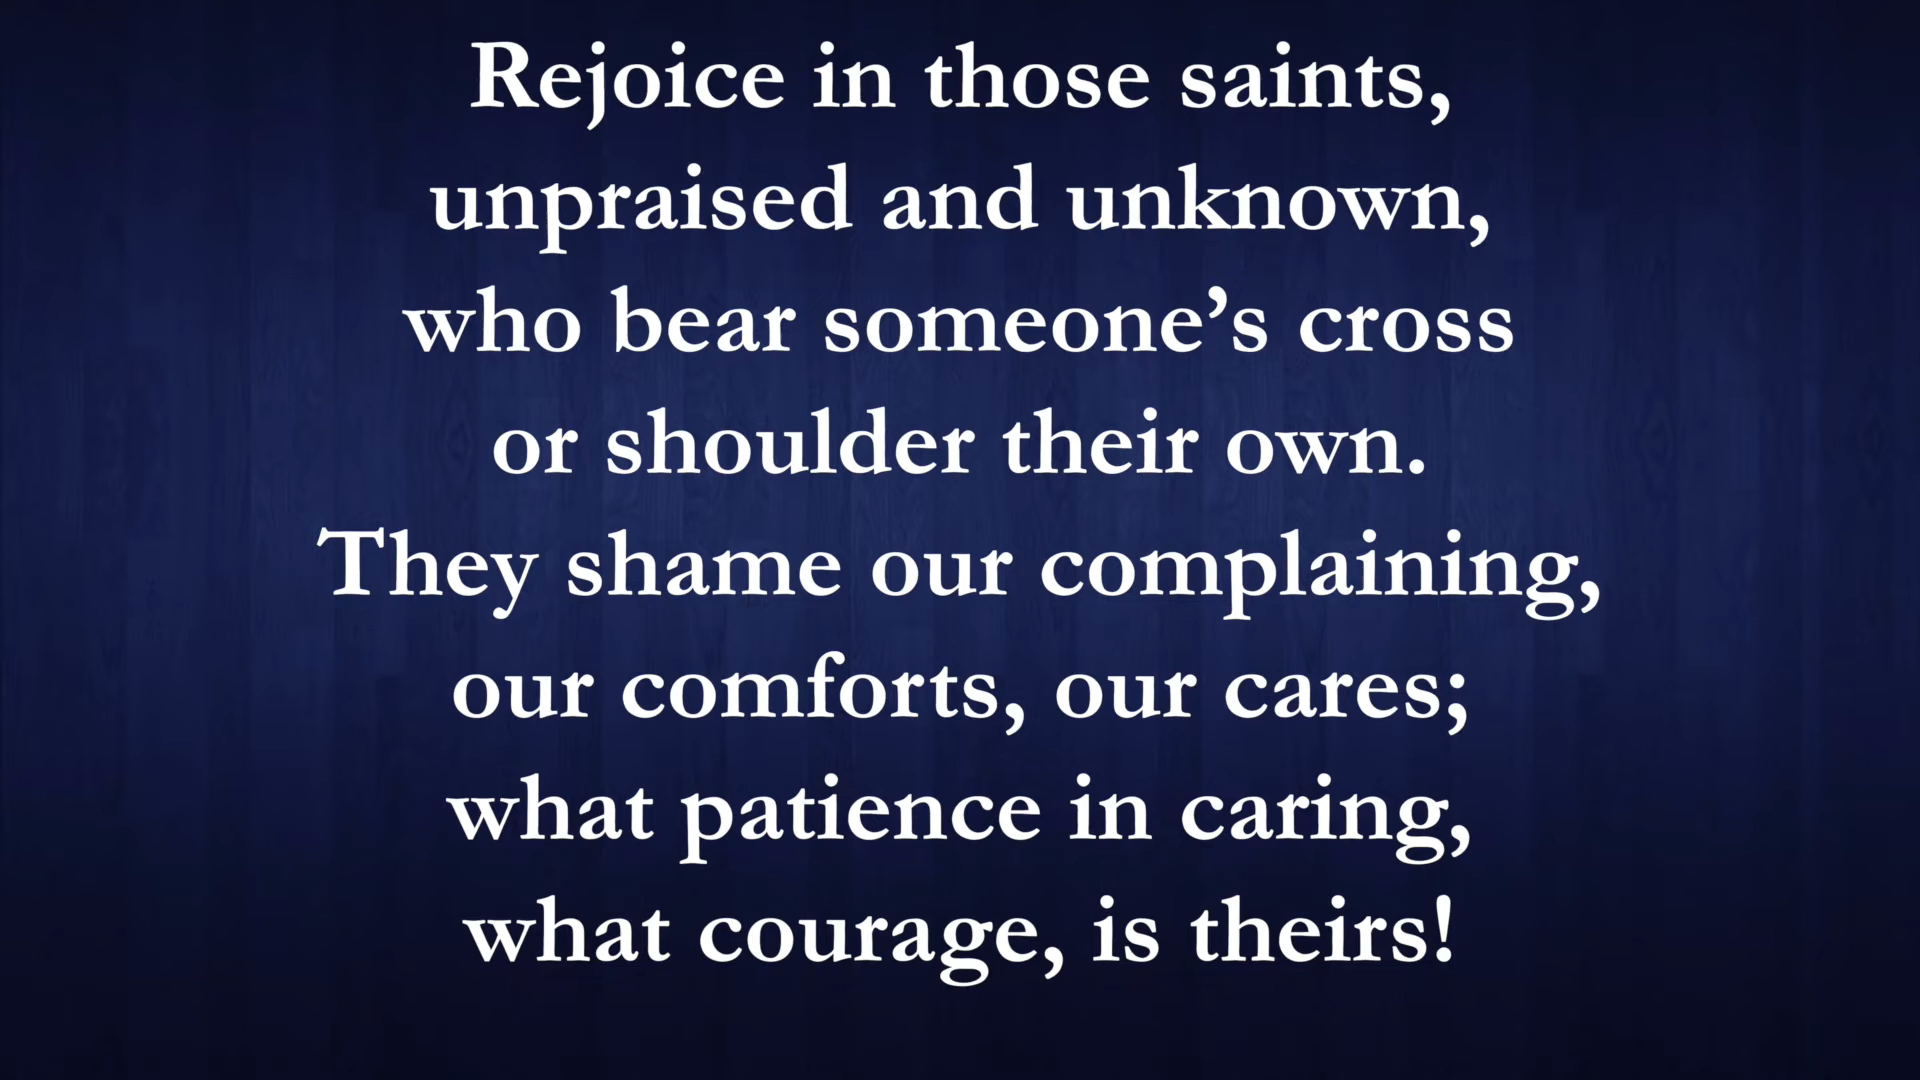 Rejoice in those saints,
unpraised and unknown,
who bear someone’s cross
or shoulder their own.
They shame our complaining,
our comforts, our cares;
what patience in caring,
what courage, is theirs!